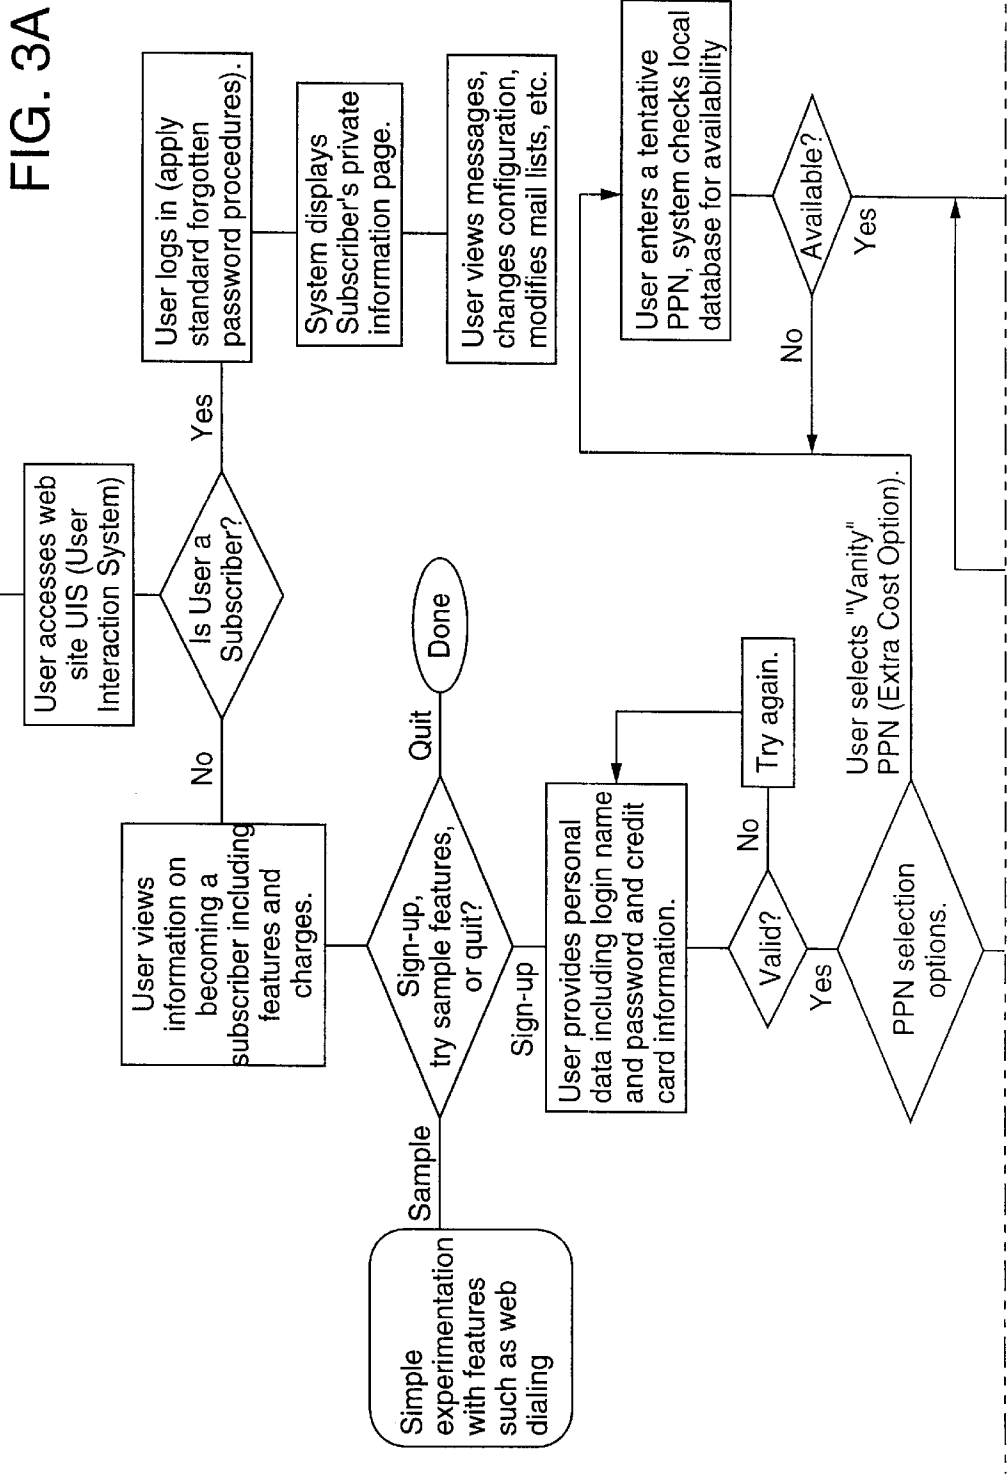 FIG. 3A
User accesses web
site UIS (User
Interaction System)
Is User a
Subscriber?
Yes
User logs in (apply
standard forgotten
password procedures).
System displays
Subscriber's private
information page.
User views messages,
changes configuration,
modifies mail lists, etc.
No
User views
information on
becoming a
subscriber including
features and
charges.
Sign-up,
try sample features,
or quit?
Quit
Done
Sample
Simple
experimentation
with features
such as web
dialing
Sign-up
User provides personal
data including login name
and password and credit
card information.
Valid?
No
Try again.
Yes
PPN selection
options.
User selects "Vanity"
PPN (Extra Cost Option).
User enters a tentative
PPN, system checks local
database for availability
Available?
No
Yes